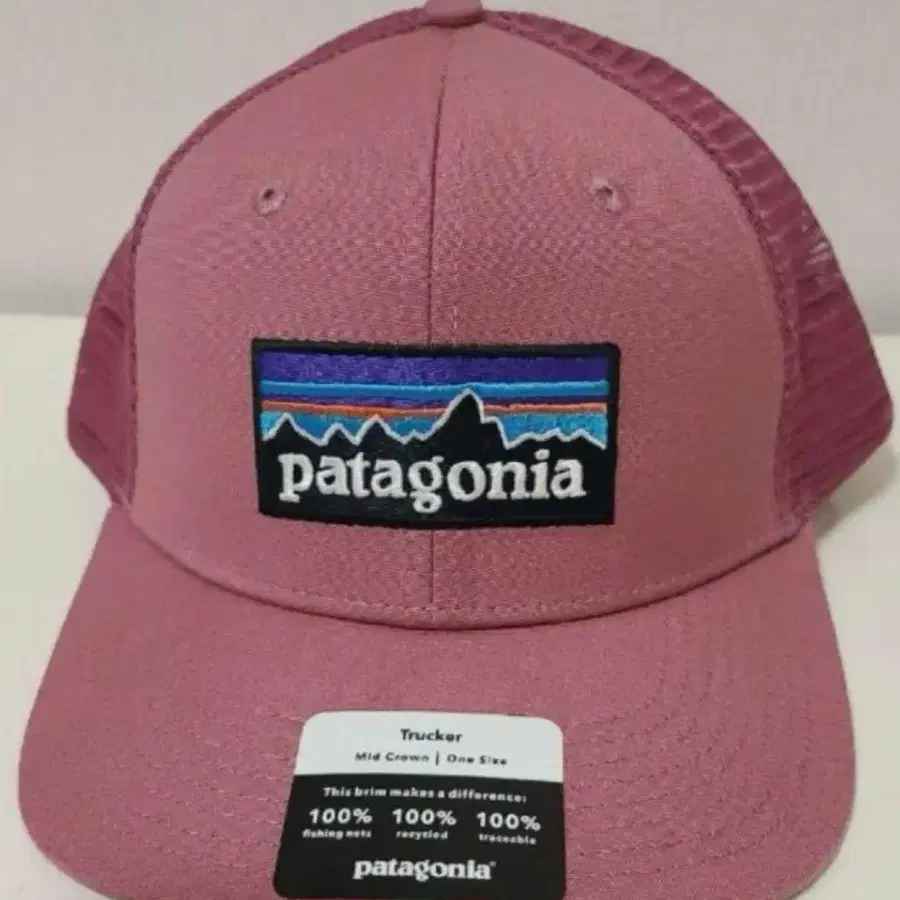 patagonia
Trucker
Mid Crown | One Size
This brim makes a difference:
100% 100% 100%
fishing nets recycled traceable
patagonia®